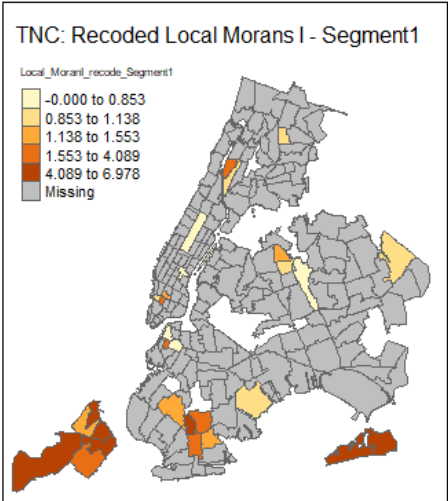 TNC: Recoded Local Morans I - Segment1
Local_MoranI_recode_Segment1
-0.000 to 0.853
0.853 to 1.138
1.138 to 1.553
1.553 to 4.089
4.089 to 6.978
Missing